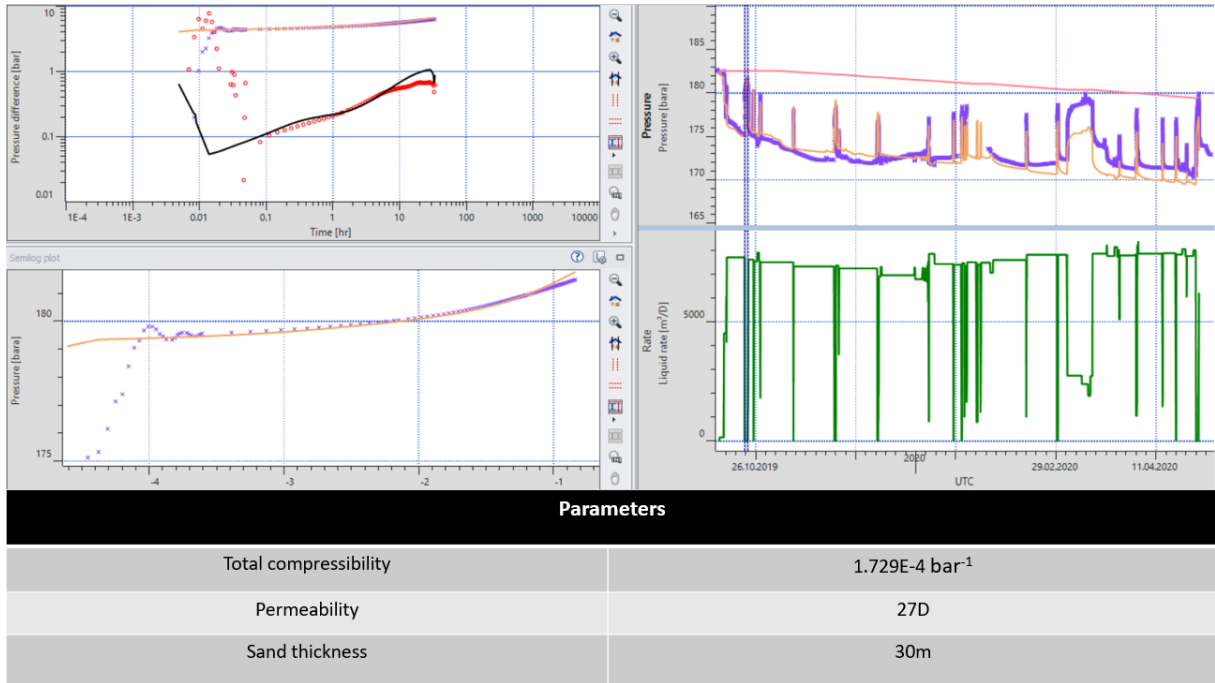 10
1
0.1
0.01
Pressure difference [bar]
1E-4 1E-3 0.01 0.1 1 10 100 1000 10000
Time [hr]
Semilog plot
180
175
Pressure [bara]
-4 -3 -2 -1
185
180
175
170
165
Pressure
Pressure [bara]
5000
0
Rate
Liquid rate [m³/D]
26.10.2019 2020 29.02.2020 11.04.2020
UTC
Parameters
Total compressibility 1.729E-4 bar⁻¹
Permeability 27D
Sand thickness 30m